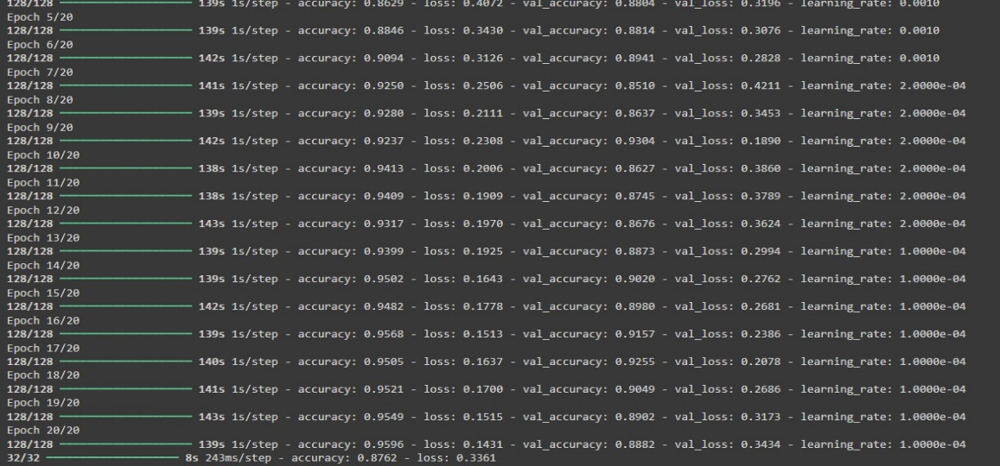 128/128 ━━━━━━━━━━━━━━━━━━━━ 139s 1s/step - accuracy: 0.8629 - loss: 0.4072 - val_accuracy: 0.8804 - val_loss: 0.3196 - learning_rate: 0.0010
Epoch 5/20
128/128 ━━━━━━━━━━━━━━━━━━━━ 139s 1s/step - accuracy: 0.8846 - loss: 0.3430 - val_accuracy: 0.8814 - val_loss: 0.3076 - learning_rate: 0.0010
Epoch 6/20
128/128 ━━━━━━━━━━━━━━━━━━━━ 142s 1s/step - accuracy: 0.9094 - loss: 0.3126 - val_accuracy: 0.8941 - val_loss: 0.2828 - learning_rate: 0.0010
Epoch 7/20
128/128 ━━━━━━━━━━━━━━━━━━━━ 141s 1s/step - accuracy: 0.9250 - loss: 0.2506 - val_accuracy: 0.8510 - val_loss: 0.4211 - learning_rate: 2.0000e-04
Epoch 8/20
128/128 ━━━━━━━━━━━━━━━━━━━━ 139s 1s/step - accuracy: 0.9280 - loss: 0.2111 - val_accuracy: 0.8637 - val_loss: 0.3453 - learning_rate: 2.0000e-04
Epoch 9/20
128/128 ━━━━━━━━━━━━━━━━━━━━ 142s 1s/step - accuracy: 0.9237 - loss: 0.2308 - val_accuracy: 0.9304 - val_loss: 0.1890 - learning_rate: 2.0000e-04
Epoch 10/20
128/128 ━━━━━━━━━━━━━━━━━━━━ 138s 1s/step - accuracy: 0.9413 - loss: 0.2006 - val_accuracy: 0.8627 - val_loss: 0.3860 - learning_rate: 2.0000e-04
Epoch 11/20
128/128 ━━━━━━━━━━━━━━━━━━━━ 138s 1s/step - accuracy: 0.9409 - loss: 0.1909 - val_accuracy: 0.8745 - val_loss: 0.3789 - learning_rate: 2.0000e-04
Epoch 12/20
128/128 ━━━━━━━━━━━━━━━━━━━━ 143s 1s/step - accuracy: 0.9317 - loss: 0.1970 - val_accuracy: 0.8676 - val_loss: 0.3624 - learning_rate: 2.0000e-04
Epoch 13/20
128/128 ━━━━━━━━━━━━━━━━━━━━ 139s 1s/step - accuracy: 0.9399 - loss: 0.1925 - val_accuracy: 0.8873 - val_loss: 0.2994 - learning_rate: 1.0000e-04
Epoch 14/20
128/128 ━━━━━━━━━━━━━━━━━━━━ 139s 1s/step - accuracy: 0.9502 - loss: 0.1643 - val_accuracy: 0.9020 - val_loss: 0.2762 - learning_rate: 1.0000e-04
Epoch 15/20
128/128 ━━━━━━━━━━━━━━━━━━━━ 142s 1s/step - accuracy: 0.9482 - loss: 0.1778 - val_accuracy: 0.8980 - val_loss: 0.2681 - learning_rate: 1.0000e-04
Epoch 16/20
128/128 ━━━━━━━━━━━━━━━━━━━━ 139s 1s/step - accuracy: 0.9568 - loss: 0.1513 - val_accuracy: 0.9157 - val_loss: 0.2386 - learning_rate: 1.0000e-04
Epoch 17/20
128/128 ━━━━━━━━━━━━━━━━━━━━ 140s 1s/step - accuracy: 0.9505 - loss: 0.1637 - val_accuracy: 0.9255 - val_loss: 0.2078 - learning_rate: 1.0000e-04
Epoch 18/20
128/128 ━━━━━━━━━━━━━━━━━━━━ 141s 1s/step - accuracy: 0.9521 - loss: 0.1700 - val_accuracy: 0.9049 - val_loss: 0.2686 - learning_rate: 1.0000e-04
Epoch 19/20
128/128 ━━━━━━━━━━━━━━━━━━━━ 143s 1s/step - accuracy: 0.9549 - loss: 0.1515 - val_accuracy: 0.8902 - val_loss: 0.3173 - learning_rate: 1.0000e-04
Epoch 20/20
128/128 ━━━━━━━━━━━━━━━━━━━━ 139s 1s/step - accuracy: 0.9596 - loss: 0.1431 - val_accuracy: 0.8882 - val_loss: 0.3434 - learning_rate: 1.0000e-04
32/32 ━━━━━━━━━━━━━━━━━━━━ 8s 243ms/step - accuracy: 0.8762 - loss: 0.3361